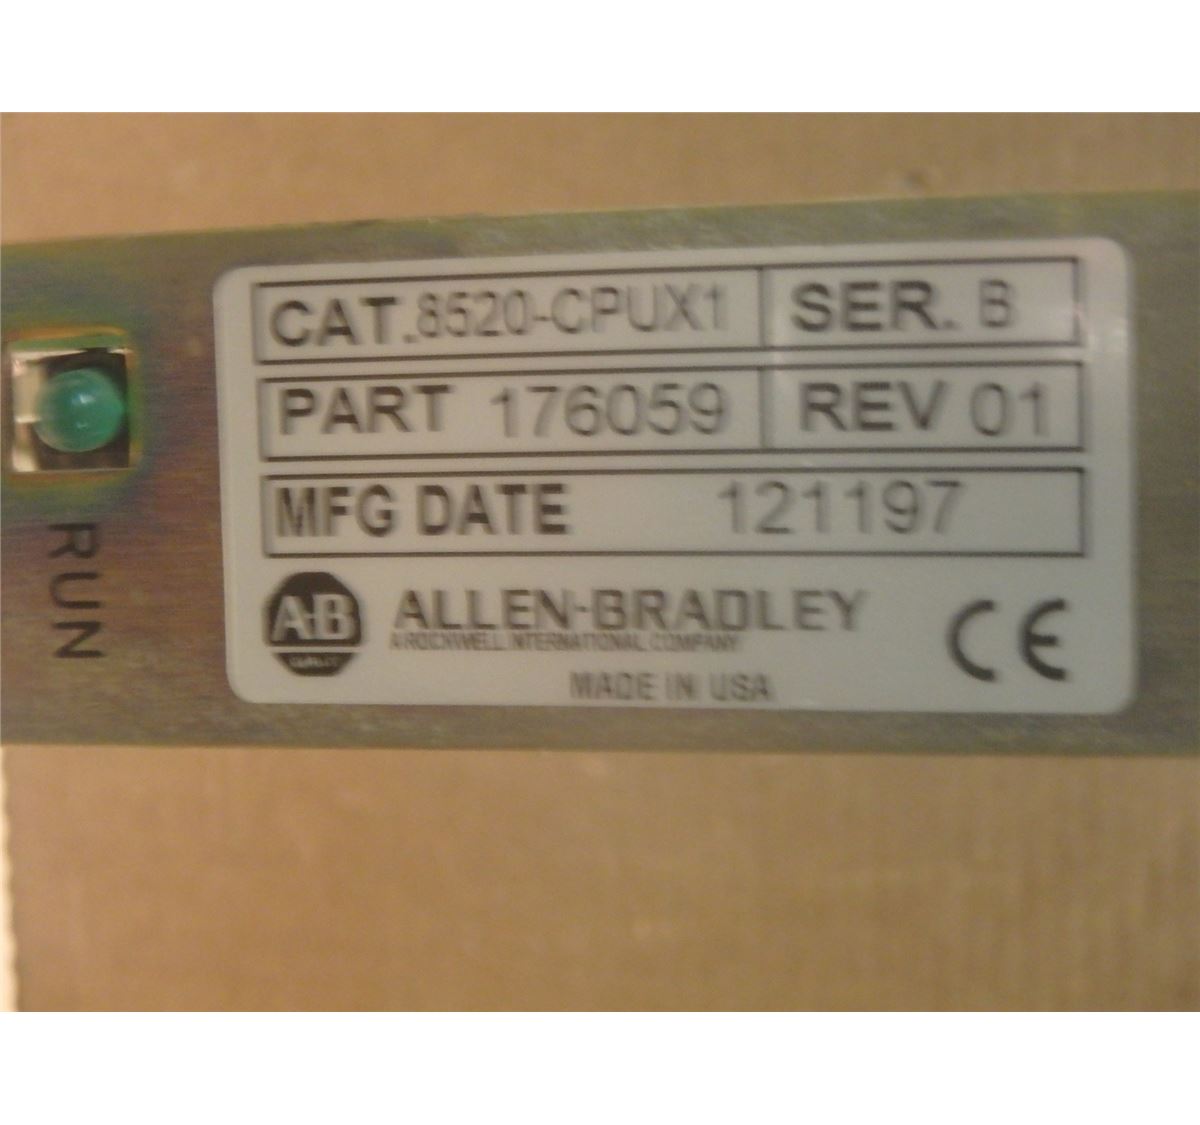 CAT. 8520-CPUX1 SER. B
PART 176059 REV 01
MFG DATE 121197
A-B
QUALITY
ALLEN-BRADLEY
A ROCKWELL INTERNATIONAL COMPANY
MADE IN USA
CE
RUN